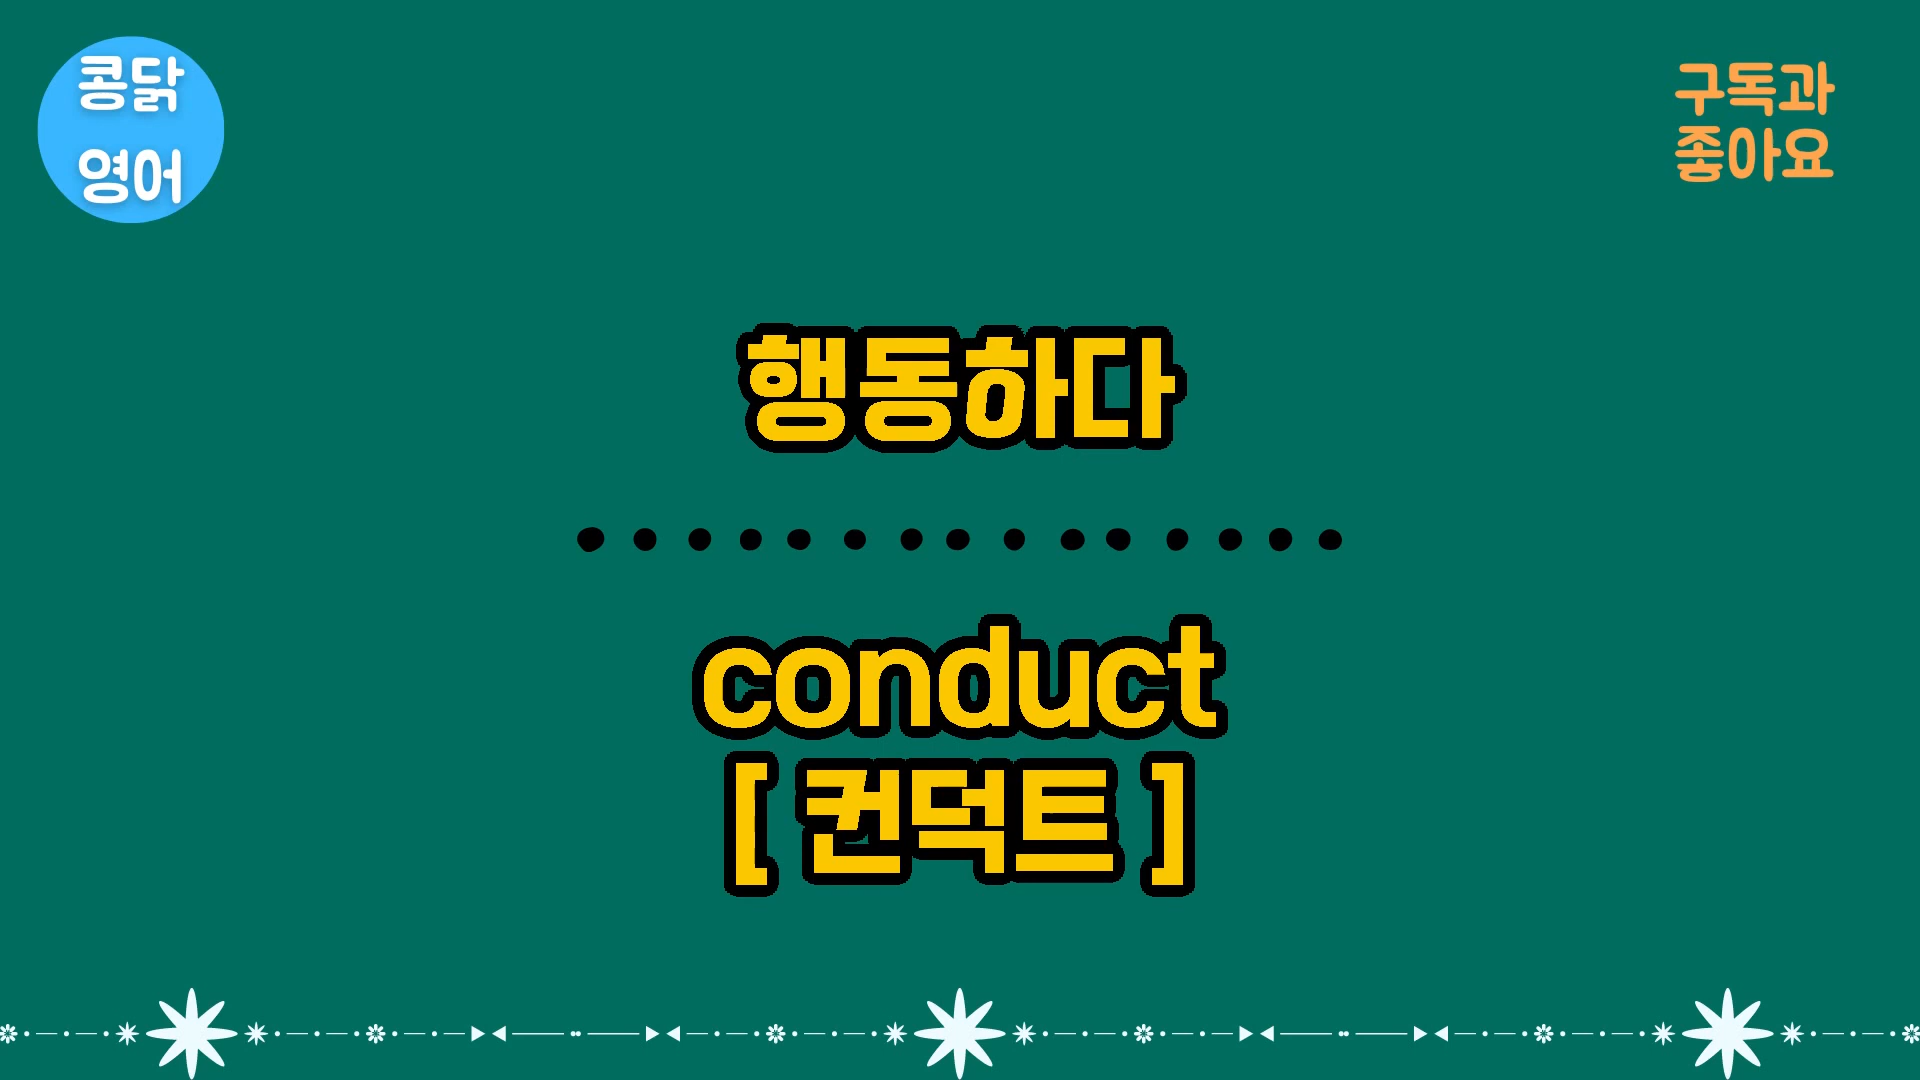 콩닭
영어
구독과
좋아요
행동하다
conduct
[ 컨덕트 ]